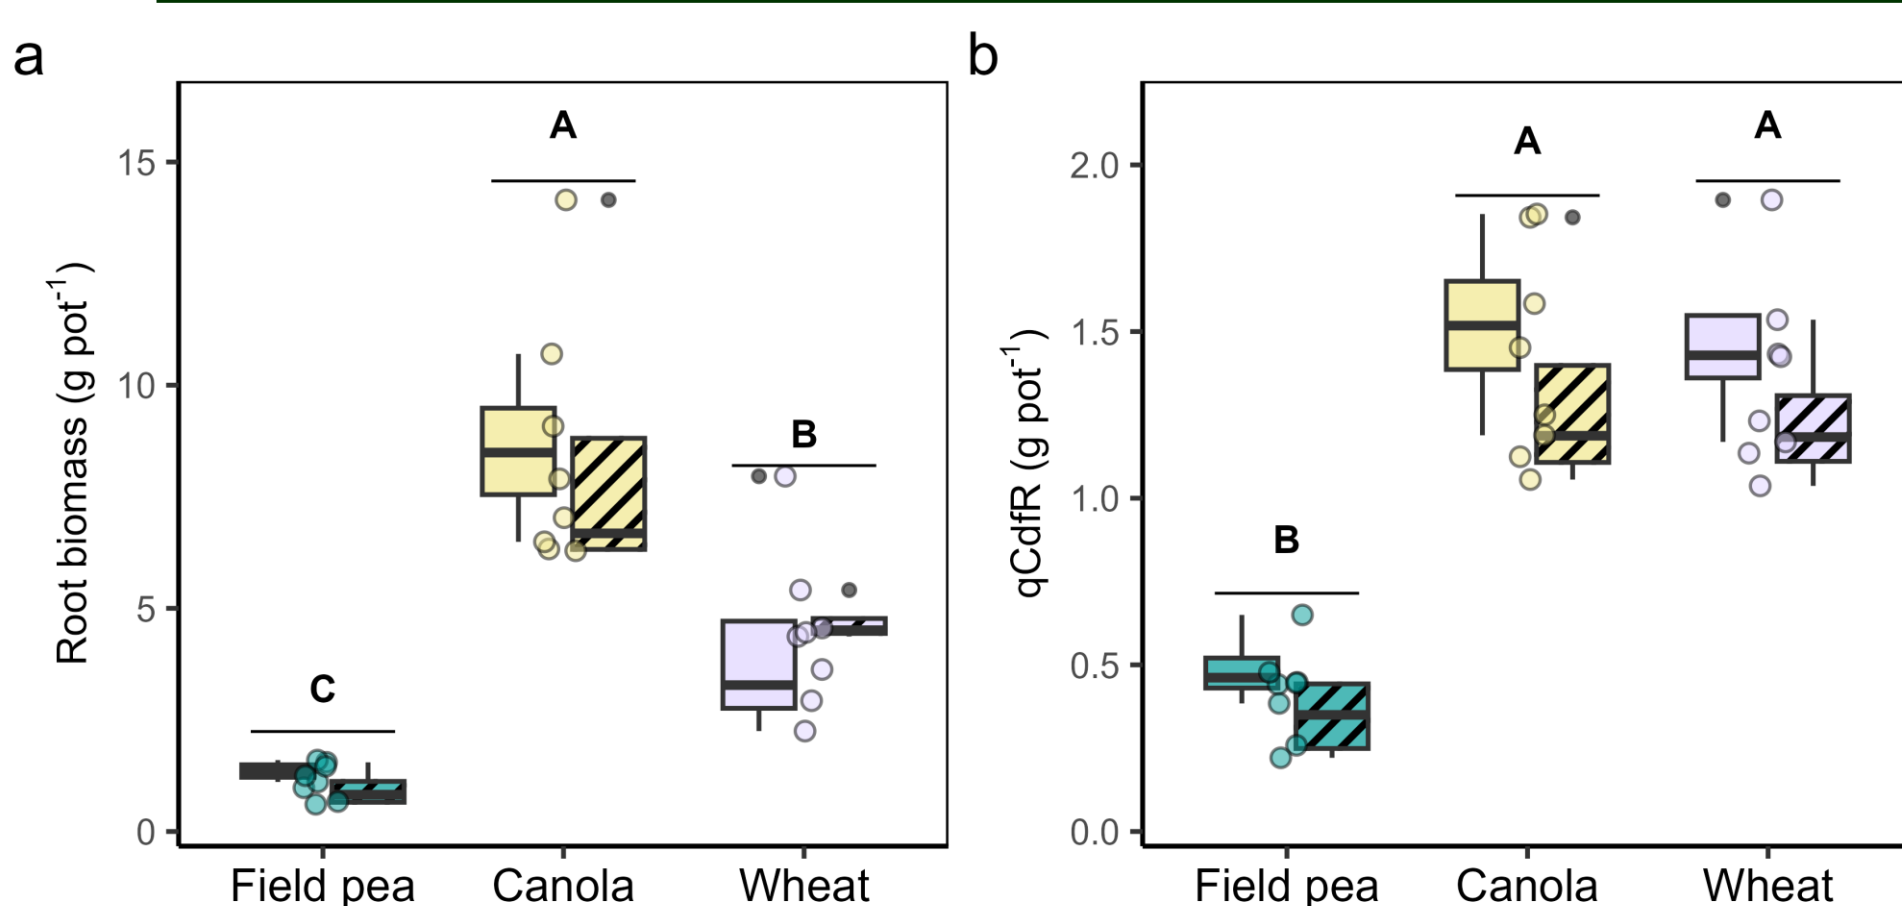 a
Root biomass (g pot⁻¹)
15
10
5
0
A
B
C
Field pea
Canola
Wheat
b
qCdfR (g pot⁻¹)
2.0
1.5
1.0
0.5
0.0
A
A
B
Field pea
Canola
Wheat